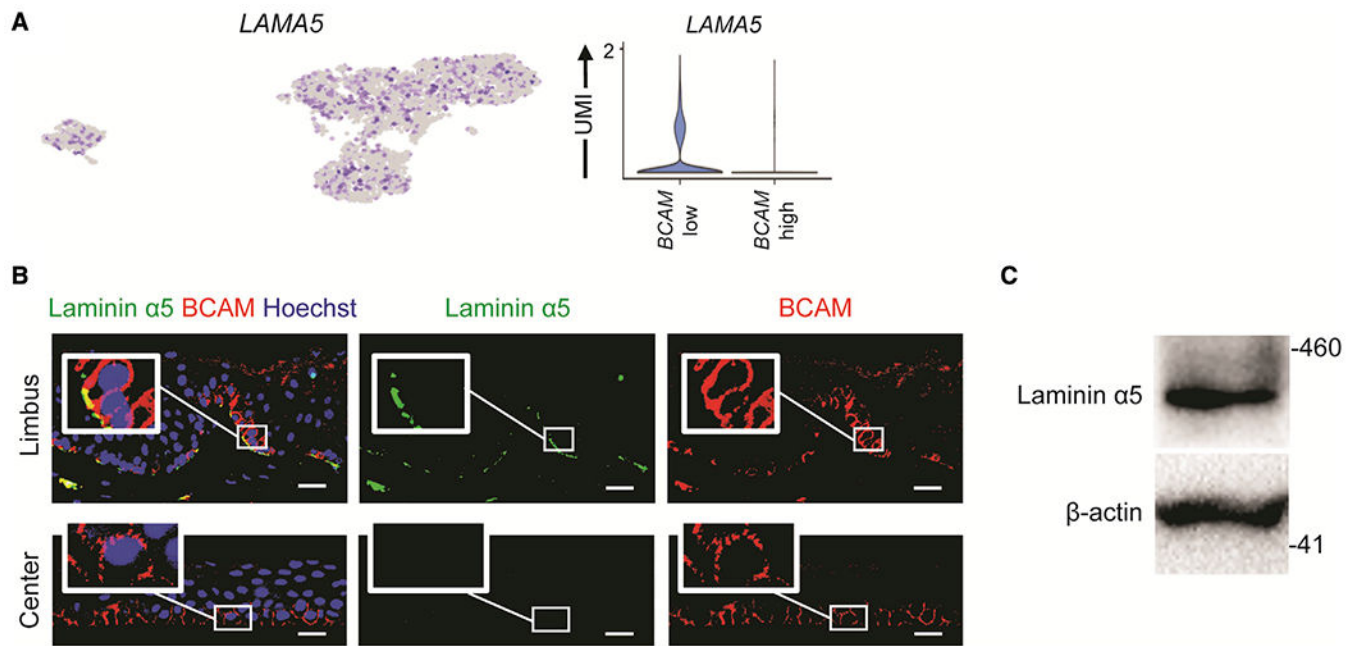 A
LAMA5
LAMA5
2
UMI
BCAM low
BCAM high
B
Laminin α5 BCAM Hoechst
Laminin α5
BCAM
Limbus
Center
C
Laminin α5
-460
β-actin
-41